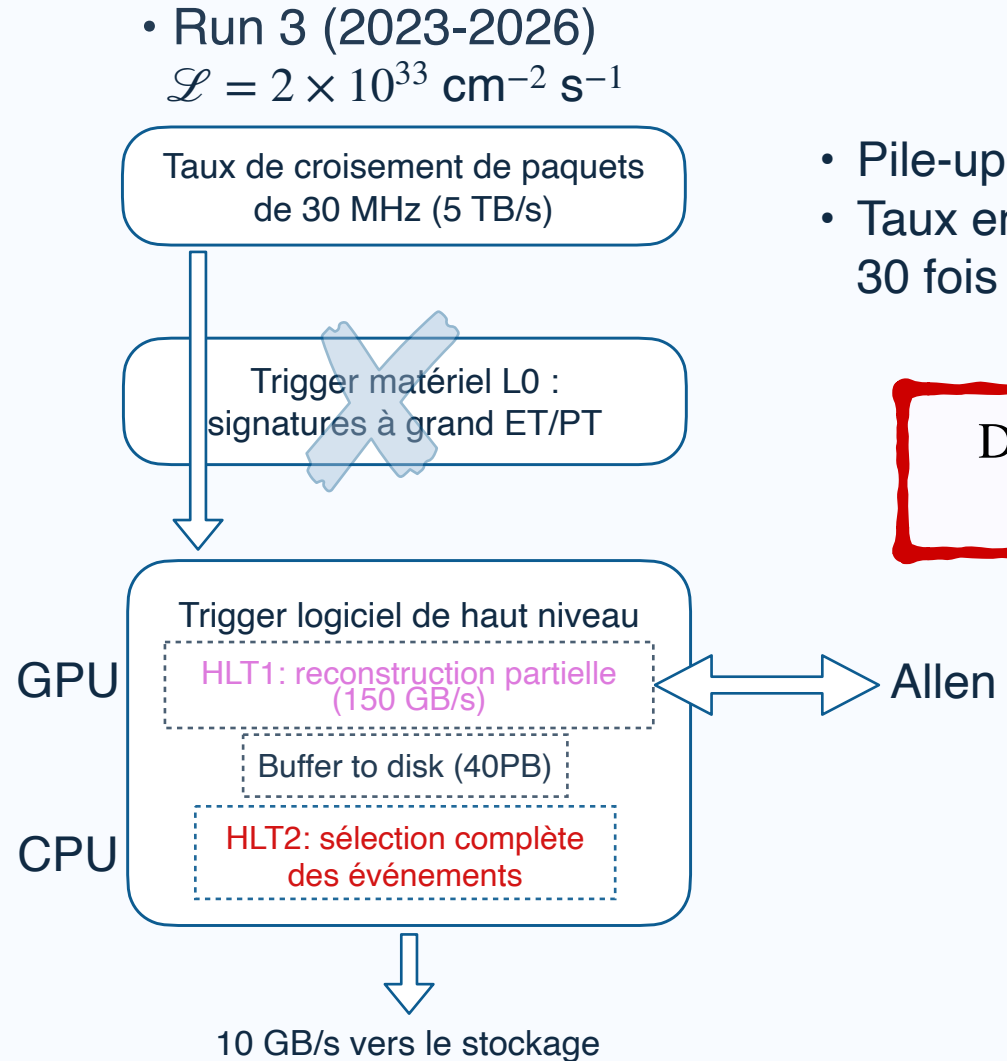 • Run 3 (2023-2026)
ℒ = 2 × 10³³ cm⁻² s⁻¹
Taux de croisement de paquets
de 30 MHz (5 TB/s)
• Pile-up
• Taux
30 fois
Trigger matériel L0 :
signatures à grand ET/PT
Trigger logiciel de haut niveau
GPU
HLT1: reconstruction partielle
(150 GB/s)
Allen
Buffer to disk (40PB)
CPU
HLT2: sélection complète
des événements
10 GB/s vers le stockage